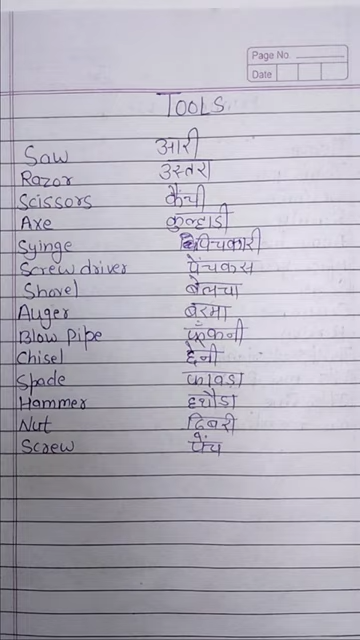 Page No.
Date
TOOLS
Saw आरी
Razor उस्तरा
Scissors कैंची
Axe कुल्हाडी
Syinge पिचकारी
Screw driver पेंचकस
Shovel बेलचा
Auger बरमा
Blow Pipe फूँकनी
Chisel छैनी
Spade फावड़ा
Hammer हथौडा
Nut ढिबरी
Screw पेंच